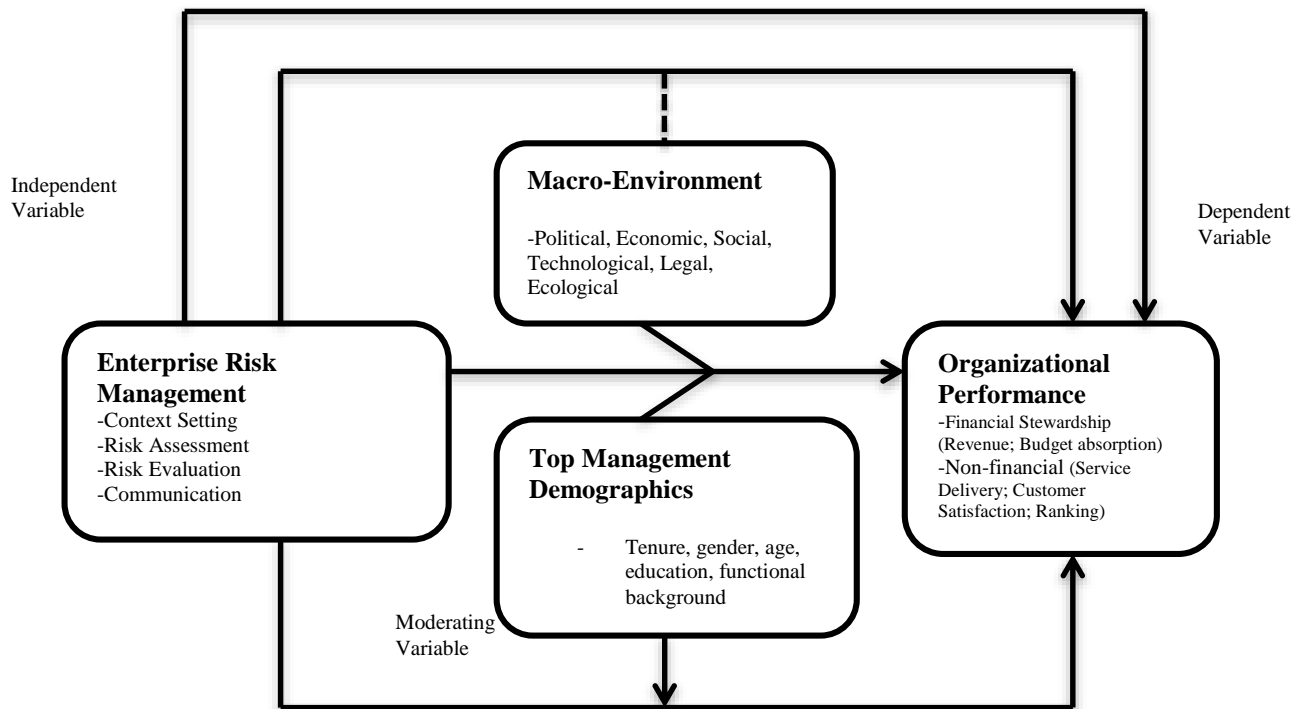 Independent
Variable
Macro-Environment
-Political, Economic, Social,
Technological, Legal,
Ecological
Dependent
Variable
Enterprise Risk
Management
-Context Setting
-Risk Assessment
-Risk Evaluation
-Communication
Top Management
Demographics
- Tenure, gender, age,
education, functional
background
Organizational
Performance
-Financial Stewardship
(Revenue; Budget absorption)
-Non-financial (Service
Delivery; Customer
Satisfaction; Ranking)
Moderating
Variable